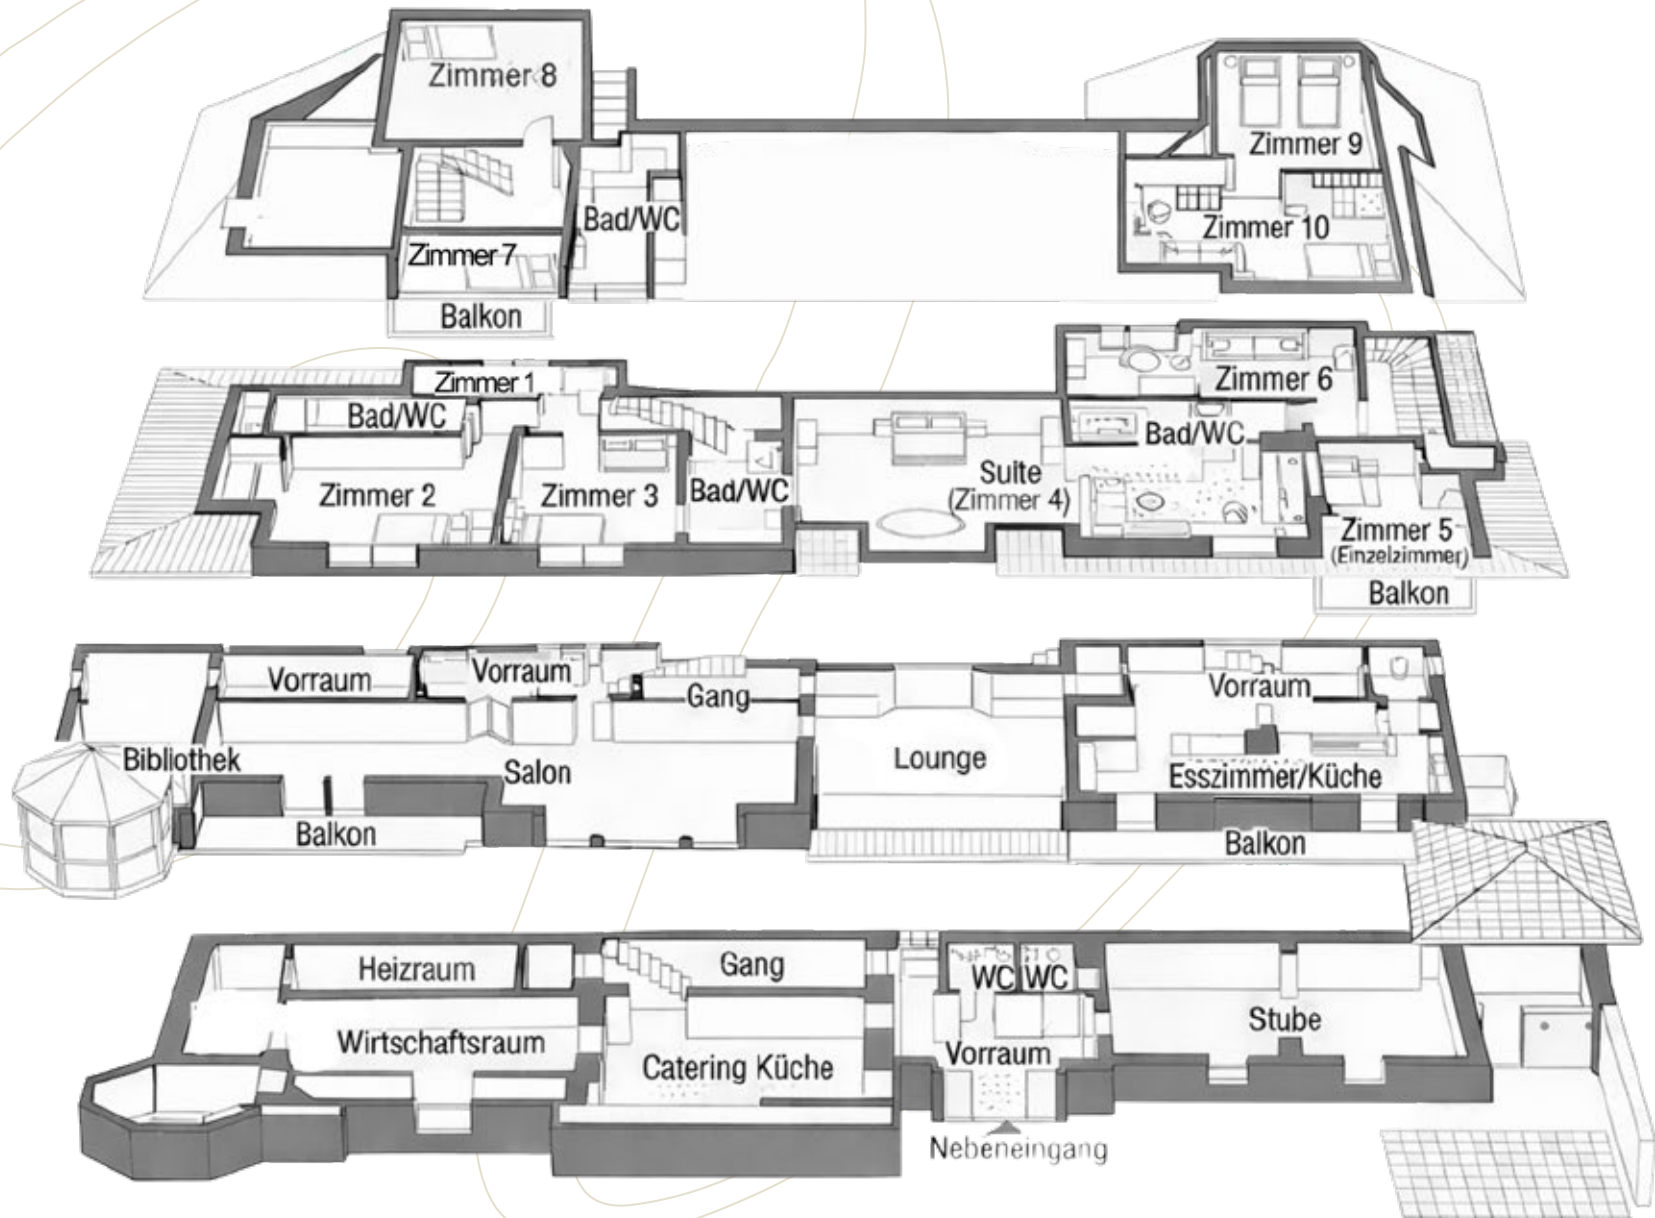 Zimmer 8
Zimmer 9
Bad/WC
Zimmer 10
Zimmer 7
Balkon
Zimmer 1
Zimmer 6
Bad/WC
Bad/WC
Suite
(Zimmer 4)
Zimmer 2
Zimmer 3
Bad/WC
Zimmer 5
(Einzelzimmer)
Balkon
Vorraum
Vorraum
Gang
Vorraum
Bibliothek
Salon
Lounge
Esszimmer/Küche
Balkon
Balkon
Heizraum
Gang
WC
WC
Stube
Wirtschaftsraum
Catering Küche
Vorraum
Nebeneingang